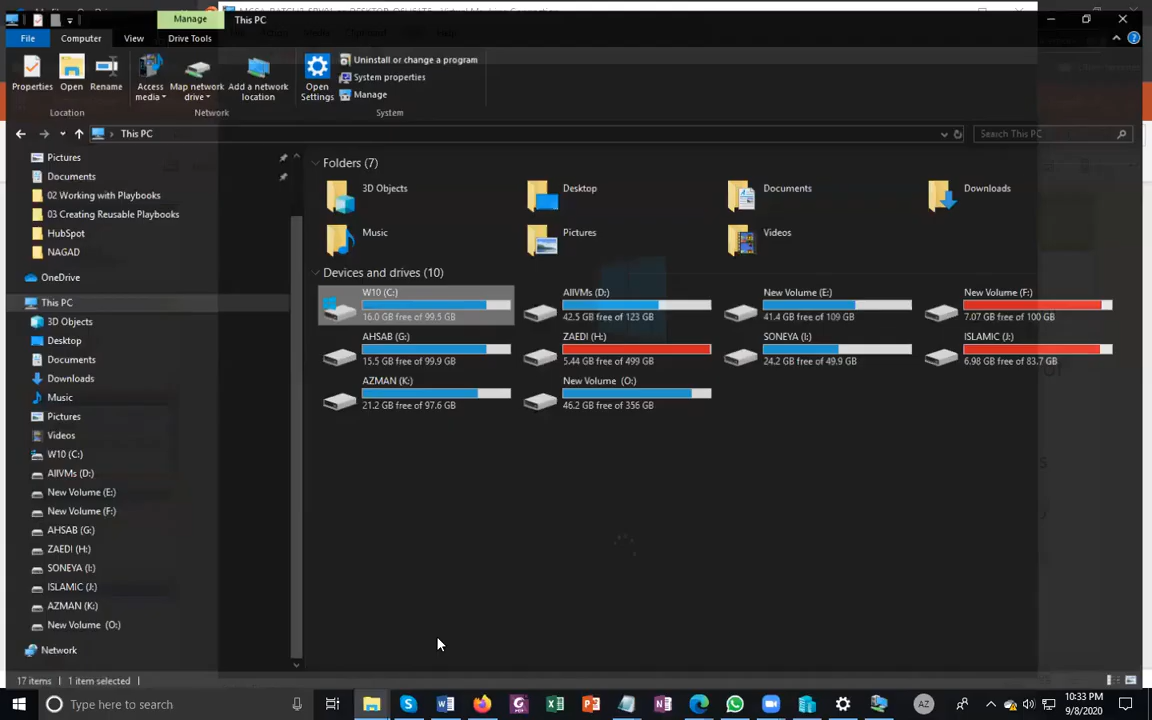 Manage
This PC
File
Computer
View
Drive Tools
Properties
Open
Rename
Access media
Map network drive
Add a network location
Open Settings
Uninstall or change a program
System properties
Manage
Location
Network
System
This PC
Search This PC
Pictures
Documents
02 Working with Playbooks
03 Creating Reusable Playbooks
HubSpot
NAGAD
OneDrive
This PC
3D Objects
Desktop
Documents
Downloads
Music
Pictures
Videos
W10 (C:)
AllVMs (D:)
New Volume (E:)
New Volume (F:)
AHSAB (G:)
ZAEDI (H:)
SONEYA (I:)
ISLAMIC (J:)
AZMAN (K:)
New Volume (O:)
Network
Folders (7)
3D Objects
Desktop
Documents
Downloads
Music
Pictures
Videos
Devices and drives (10)
W10 (C:)
16.0 GB free of 99.5 GB
AllVMs (D:)
42.5 GB free of 123 GB
New Volume (E:)
41.4 GB free of 109 GB
New Volume (F:)
7.07 GB free of 100 GB
AHSAB (G:)
15.5 GB free of 99.9 GB
ZAEDI (H:)
5.44 GB free of 499 GB
SONEYA (I:)
24.2 GB free of 49.9 GB
ISLAMIC (J:)
6.98 GB free of 83.7 GB
AZMAN (K:)
21.2 GB free of 97.6 GB
New Volume (O:)
46.2 GB free of 356 GB
17 items
1 item selected
Type here to search
AZ
10:33 PM
9/8/2020